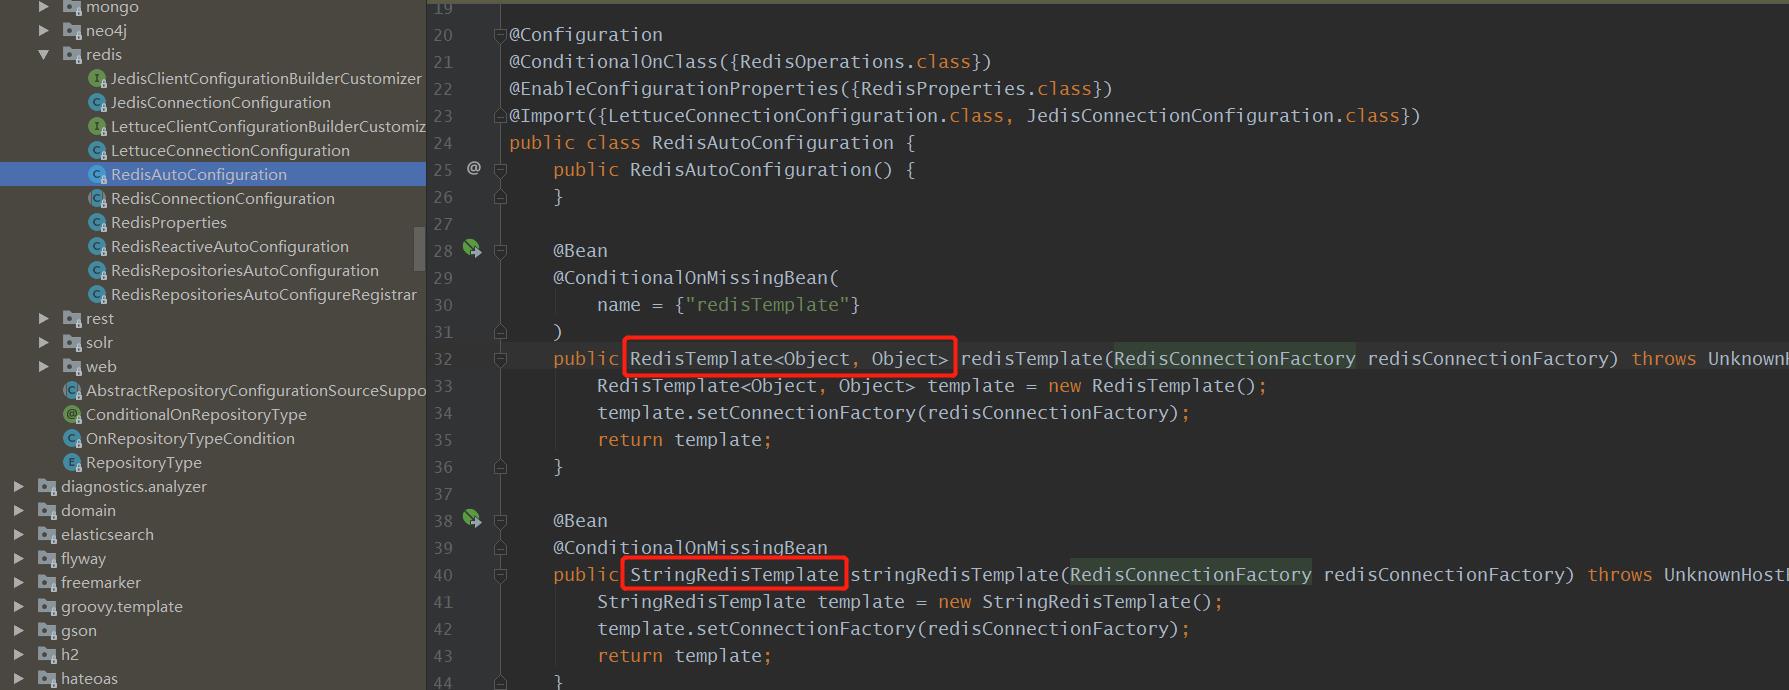 mongo
neo4j
redis
JedisClientConfigurationBuilderCustomizer
JedisConnectionConfiguration
LettuceClientConfigurationBuilderCustomiz
LettuceConnectionConfiguration
RedisAutoConfiguration
RedisConnectionConfiguration
RedisProperties
RedisReactiveAutoConfiguration
RedisRepositoriesAutoConfiguration
RedisRepositoriesAutoConfigureRegistrar
rest
solr
web
AbstractRepositoryConfigurationSourceSuppo
ConditionalOnRepositoryType
OnRepositoryTypeCondition
RepositoryType
diagnostics.analyzer
domain
elasticsearch
flyway
freemarker
groovy.template
gson
h2
hateoas
19
20 @Configuration
21 @ConditionalOnClass({RedisOperations.class})
22 @EnableConfigurationProperties({RedisProperties.class})
23 @Import({LettuceConnectionConfiguration.class, JedisConnectionConfiguration.class})
24 public class RedisAutoConfiguration {
25 @ public RedisAutoConfiguration() {
26 }
27
28 @Bean
29 @ConditionalOnMissingBean(
30 name = {"redisTemplate"}
31 )
32 public RedisTemplate<Object, Object> redisTemplate(RedisConnectionFactory redisConnectionFactory) throws Unknown
33 RedisTemplate<Object, Object> template = new RedisTemplate();
34 template.setConnectionFactory(redisConnectionFactory);
35 return template;
36 }
37
38 @Bean
39 @ConditionalOnMissingBean
40 public StringRedisTemplate stringRedisTemplate(RedisConnectionFactory redisConnectionFactory) throws UnknownHost
41 StringRedisTemplate template = new StringRedisTemplate();
42 template.setConnectionFactory(redisConnectionFactory);
43 return template;
44 }